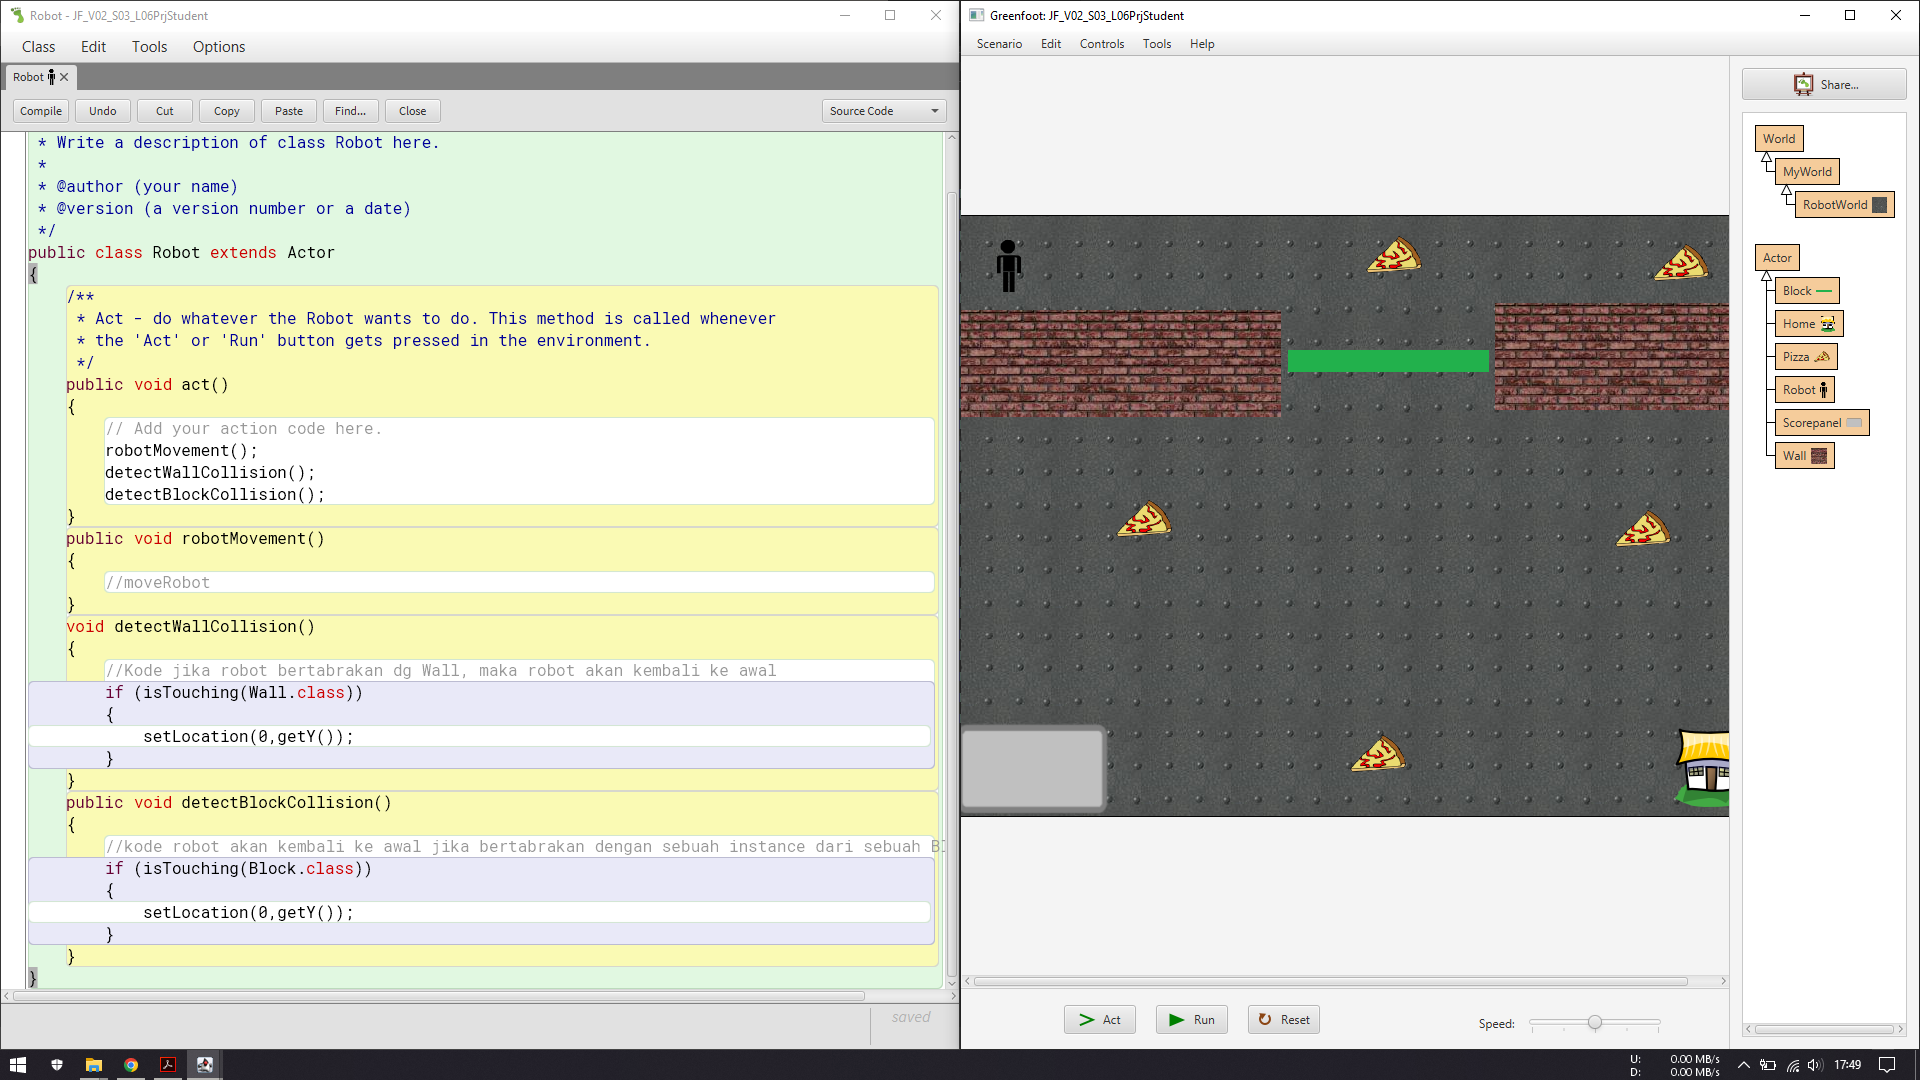 Robot - JF_V02_S03_L06PrjStudent
Class Edit Tools Options
Robot
Compile Undo Cut Copy Paste Find... Close Source Code
* Write a description of class Robot here.
*
* @author (your name)
* @version (a version number or a date)
*/
public class Robot extends Actor
{
/**
* Act - do whatever the Robot wants to do. This method is called whenever
* the 'Act' or 'Run' button gets pressed in the environment.
*/
public void act()
{
// Add your action code here.
robotMovement();
detectWallCollision();
detectBlockCollision();
}
public void robotMovement()
{
//moveRobot
}
void detectWallCollision()
{
//Kode jika robot bertabrakan dg Wall, maka robot akan kembali ke awal
if (isTouching(Wall.class))
{
setLocation(0,getY());
}
}
public void detectBlockCollision()
{
//kode robot akan kembali ke awal jika bertabrakan dengan sebuah instance dari sebuah
if (isTouching(Block.class))
{
setLocation(0,getY());
}
}
}
saved
Greenfoot: JF_V02_S03_L06PrjStudent
Scenario Edit Controls Tools Help
Share...
World
MyWorld
RobotWorld
Actor
Block
Home
Pizza
Robot
Scorepanel
Wall
Act Run Reset Speed:
U: 0.00 MB/s
D: 0.00 MB/s
17:49